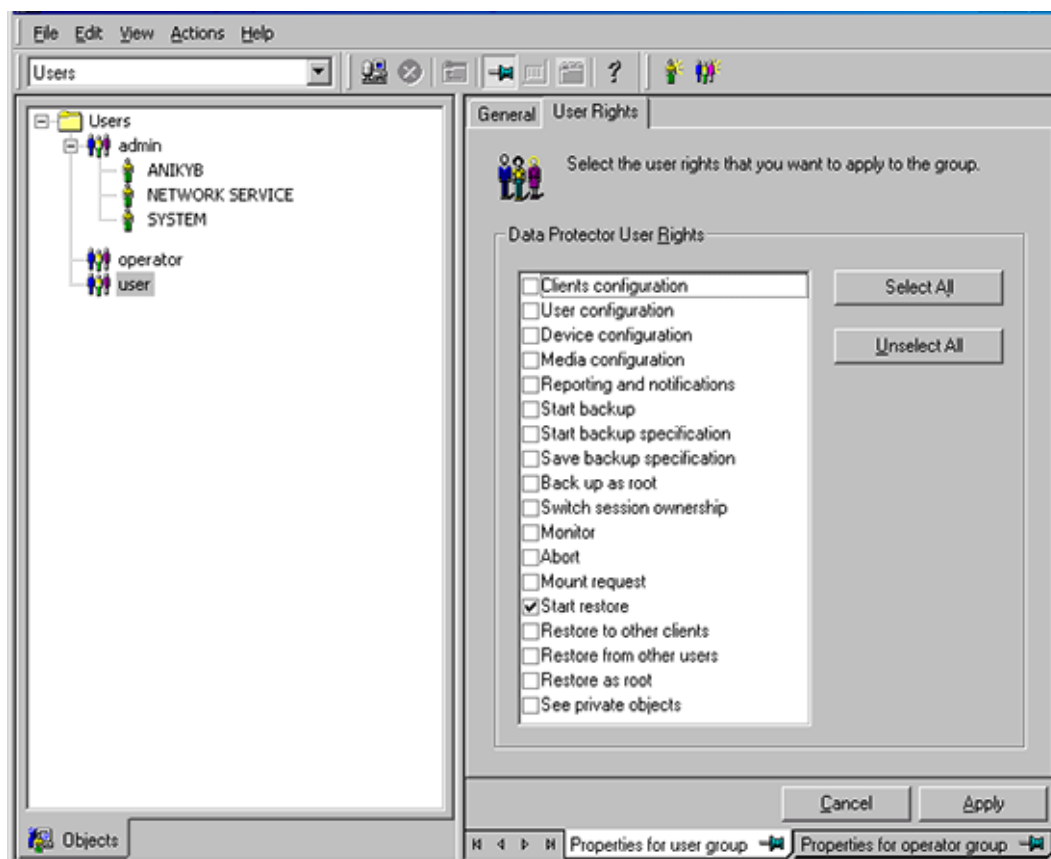 File Edit View Actions Help
Users
?
Users
admin
ANIKYB
NETWORK SERVICE
SYSTEM
operator
user
Objects
General User Rights
Select the user rights that you want to apply to the group.
Data Protector User Rights
Clients configuration
User configuration
Device configuration
Media configuration
Reporting and notifications
Start backup
Start backup specification
Save backup specification
Back up as root
Switch session ownership
Monitor
Abort
Mount request
Start restore
Restore to other clients
Restore from other users
Restore as root
See private objects
Select All
Unselect All
Cancel Apply
Properties for user group Properties for operator group